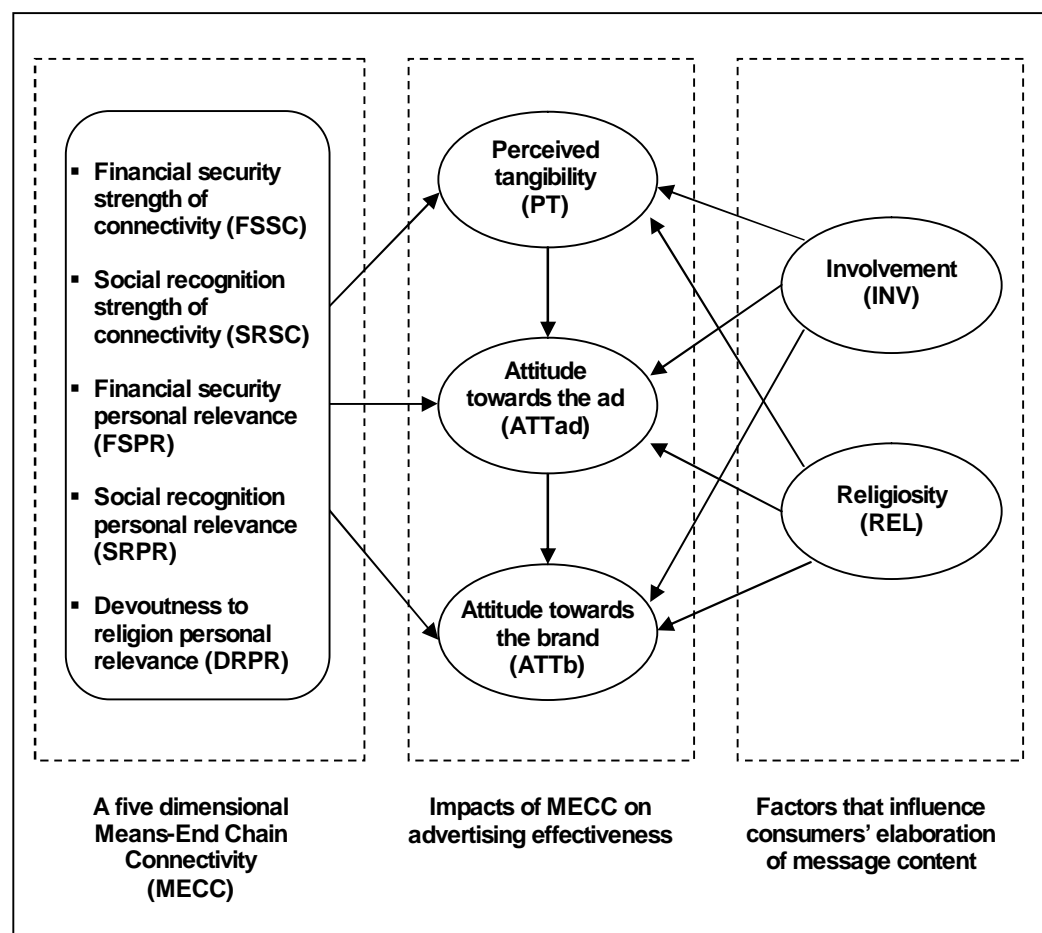 ▪ Financial security
strength of
connectivity (FSSC)
▪ Social recognition
strength of
connectivity (SRSC)
▪ Financial security
personal relevance
(FSPR)
▪ Social recognition
personal relevance
(SRPR)
▪ Devoutness to
religion personal
relevance (DRPR)
A five dimensional
Means-End Chain
Connectivity
(MECC)
Perceived
tangibility
(PT)
Attitude
towards the ad
(ATTad)
Attitude towards
the brand
(ATTb)
Impacts of MECC on
advertising effectiveness
Involvement
(INV)
Religiosity
(REL)
Factors that influence
consumers’ elaboration
of message content